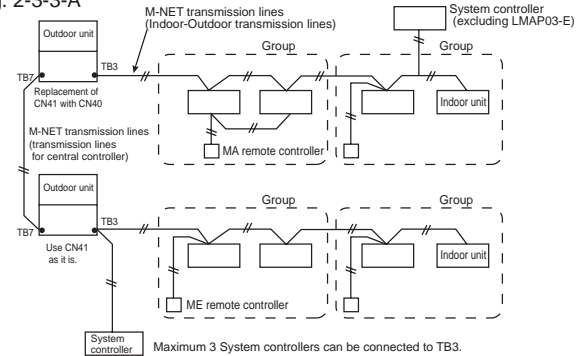 g. 2-3-3-A
M-NET transmission lines
(Indoor-Outdoor transmission lines)
System controller
(excluding LMAP03-E)
Outdoor unit
Group
Group
TB3
TB7
Replacement of
CN41 with CN40
Indoor unit
M-NET transmission lines
(transmission lines
for central controller)
MA remote controller
Outdoor unit
Group
Group
TB3
TB7
Use CN41
as it is.
Indoor unit
ME remote controller
System
controller
Maximum 3 System controllers can be connected to TB3.